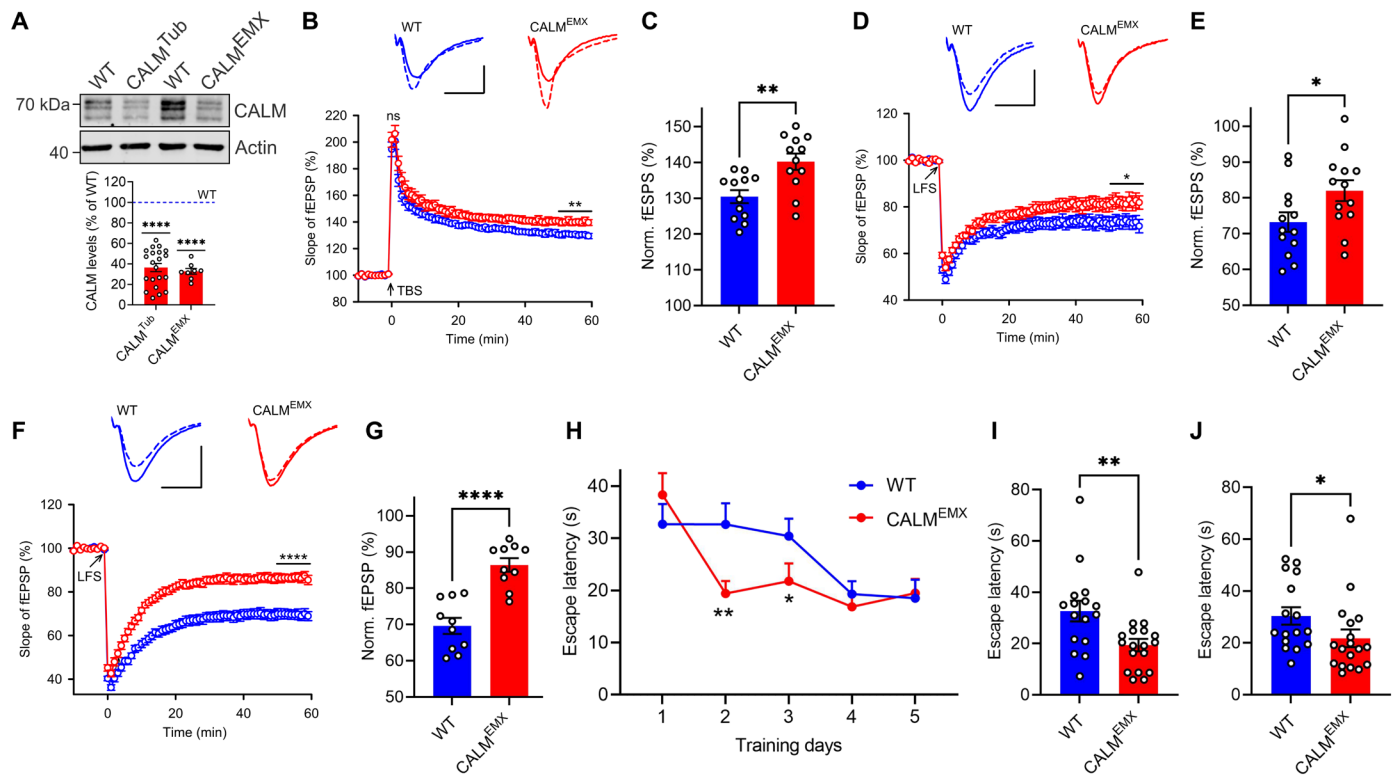 A
WT
CALM^Tub
WT
CALM^EMX
70 kDa
CALM
40
Actin
CALM levels (% of WT)
120
100
80
60
40
20
0
WT
****
****
CALM^Tub
CALM^EMX
B
WT
CALM^EMX
Slope of fEPSP (%)
220
200
180
160
140
120
100
80
ns
**
TBS
0
20
40
60
Time (min)
C
**
Norm. fESPS (%)
150
140
130
120
110
100
WT
CALM^EMX
D
WT
CALM^EMX
Slope of fEPSP (%)
120
100
80
60
40
LFS
*
0
20
40
60
Time (min)
E
*
Norm. fESPS (%)
110
100
90
80
70
60
50
WT
CALM^EMX
F
WT
CALM^EMX
Slope of fEPSP (%)
120
100
80
60
40
LFS
****
0
20
40
60
Time (min)
G
****
Norm. fEPSP (%)
100
90
80
70
60
50
WT
CALM^EMX
H
Escape latency (s)
40
30
20
10
0
WT
CALM^EMX
**
*
1
2
3
4
5
Training days
I
**
Escape latency (s)
80
60
40
20
0
WT
CALM^EMX
J
*
Escape latency (s)
80
60
40
20
0
WT
CALM^EMX